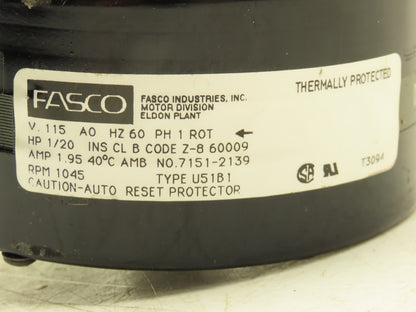 FASCO
FASCO INDUSTRIES, INC.
MOTOR DIVISION
ELDON PLANT
THERMALLY PROTECTED
V. 115 AO HZ 60 PH 1 ROT ←
HP 1/20 INS CL B CODE Z-8 60009
AMP 1.95 40°C AMB NO.7151-2139
RPM 1045 TYPE U51B1
CAUTION-AUTO RESET PROTECTOR
T3094